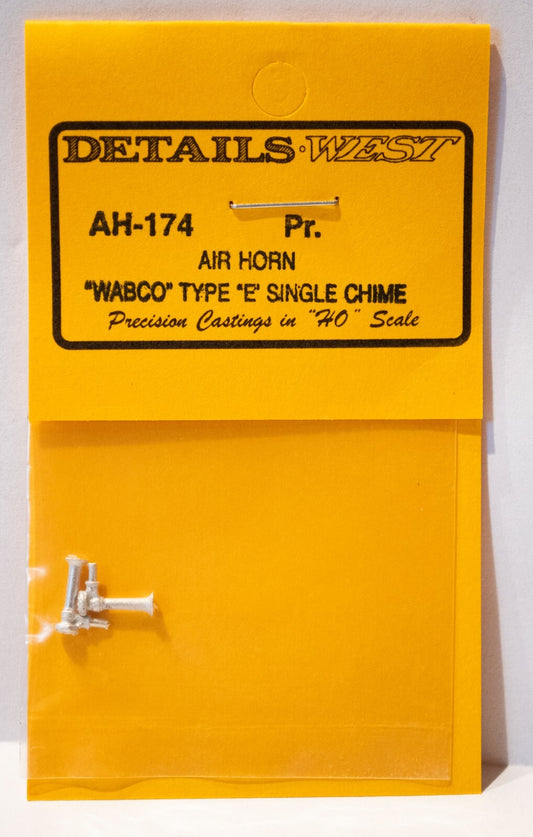 DETAILS·WEST
AH-174 Pr.
AIR HORN
"WABCO" TYPE "E" SINGLE CHIME
Precision Castings in "HO" Scale